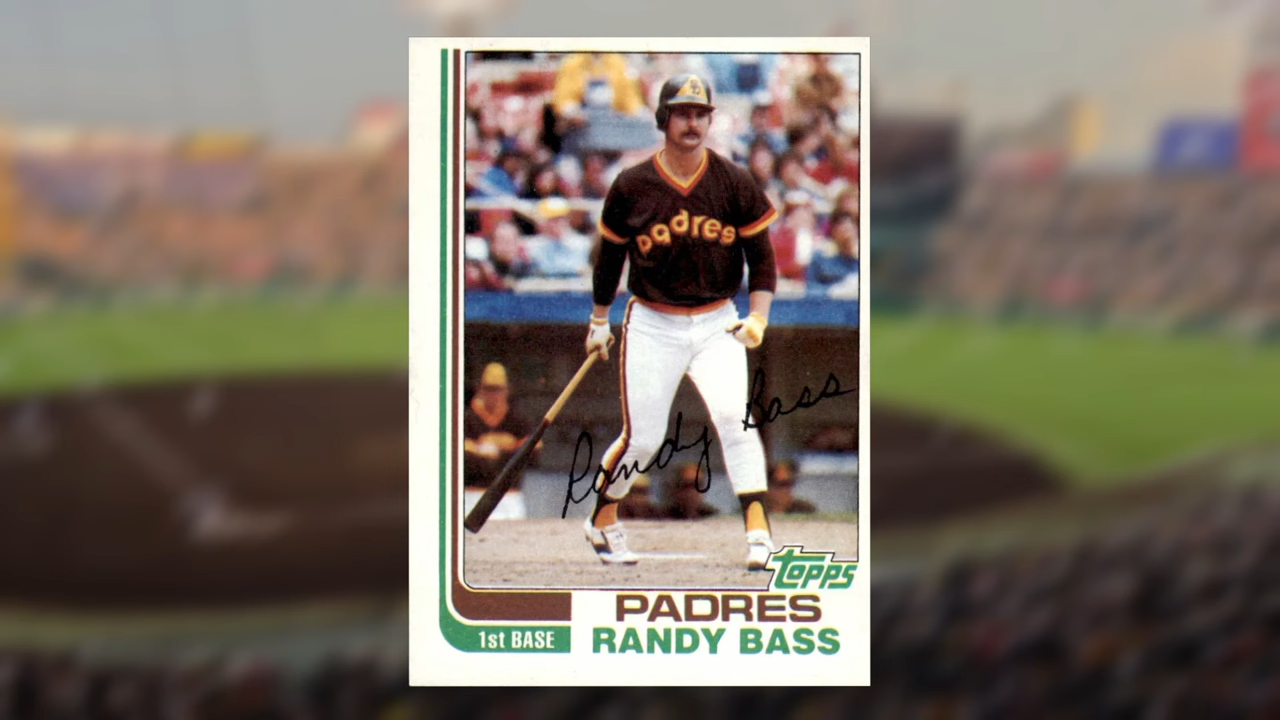 padres
Randy Bass
Topps
PADRES
1st BASE
RANDY BASS